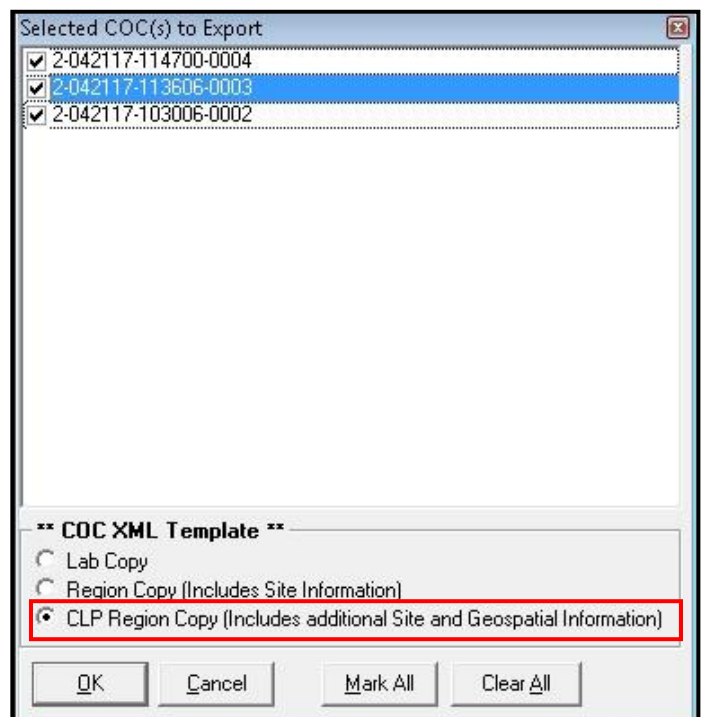 Selected COC(s) to Export
2-042117-114700-0004
2-042117-113606-0003
2-042117-103006-0002
** COC XML Template **
Lab Copy
Region Copy (Includes Site Information)
CLP Region Copy (Includes additional Site and Geospatial Information)
OK Cancel Mark All Clear All